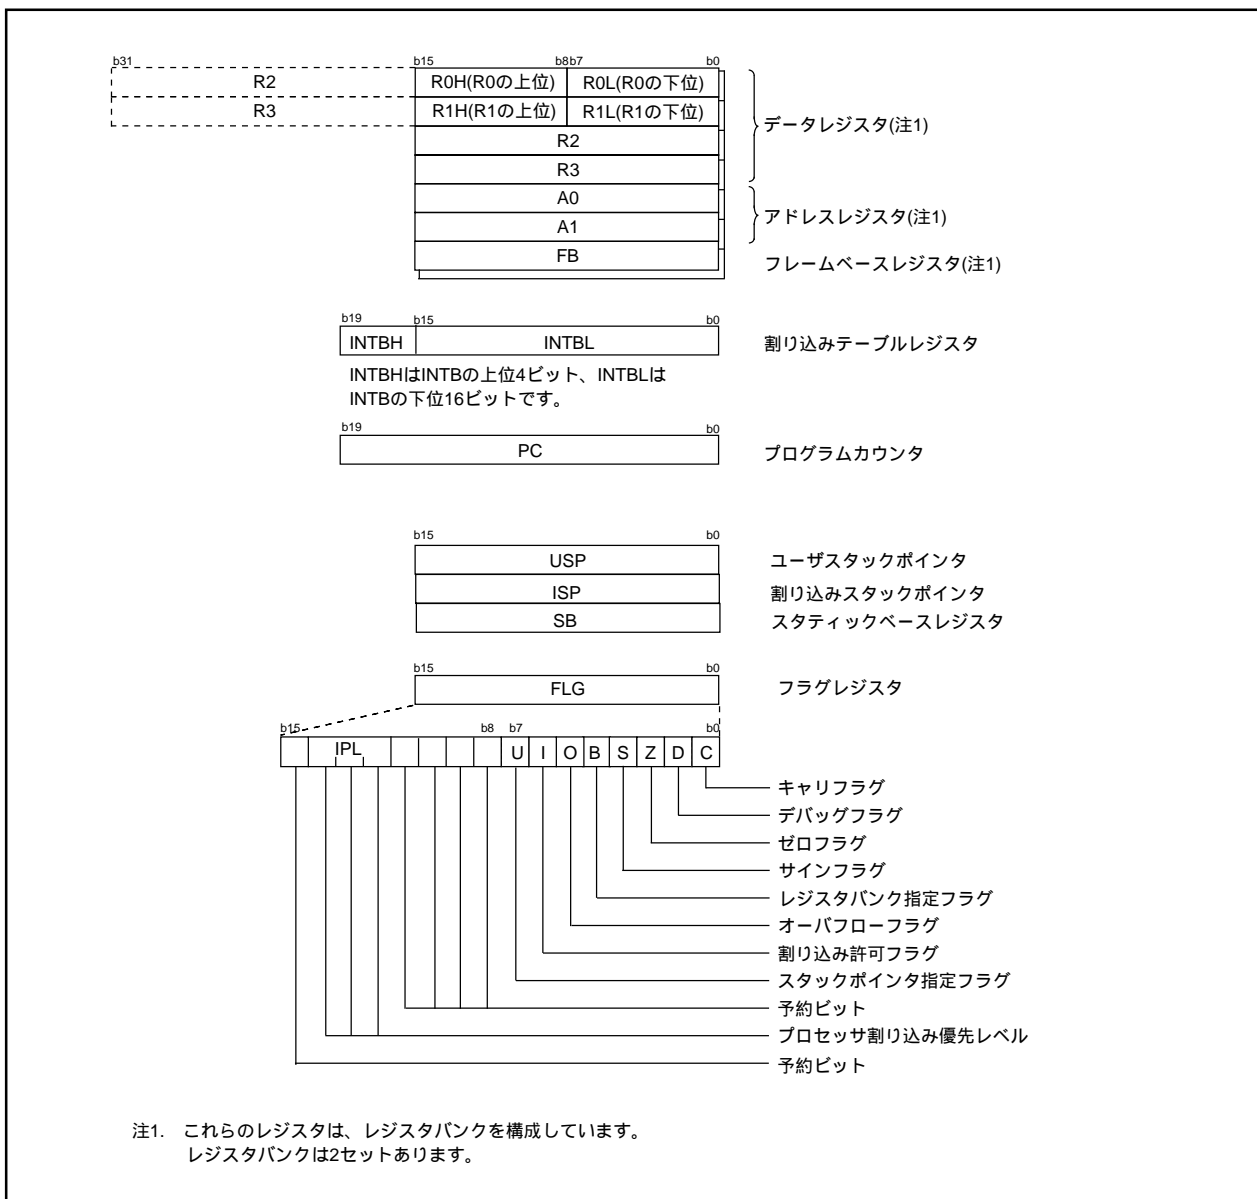 b31 b15 b8b7 b0
R2 R0H(R0の上位) R0L(R0の下位)
R3 R1H(R1の上位) R1L(R1の下位)
データレジスタ(注1)
R2
R3
A0
アドレスレジスタ(注1)
A1
FB フレームベースレジスタ(注1)
b19 b15 b0
INTBH INTBL 割り込みテーブルレジスタ
INTBHはINTBの上位4ビット、INTBLは
INTBの下位16ビットです。
b19 b0
PC プログラムカウンタ
b15 b0
USP ユーザスタックポインタ
ISP 割り込みスタックポインタ
SB スタティックベースレジスタ
b15 b0
FLG フラグレジスタ
b15 b8 b7 b0
IPL U I O B S Z D C
キャリフラグ
デバッグフラグ
ゼロフラグ
サインフラグ
レジスタバンク指定フラグ
オーバフローフラグ
割り込み許可フラグ
スタックポインタ指定フラグ
予約ビット
プロセッサ割り込み優先レベル
予約ビット
注1. これらのレジスタは、レジスタバンクを構成しています。
レジスタバンクは2セットあります。